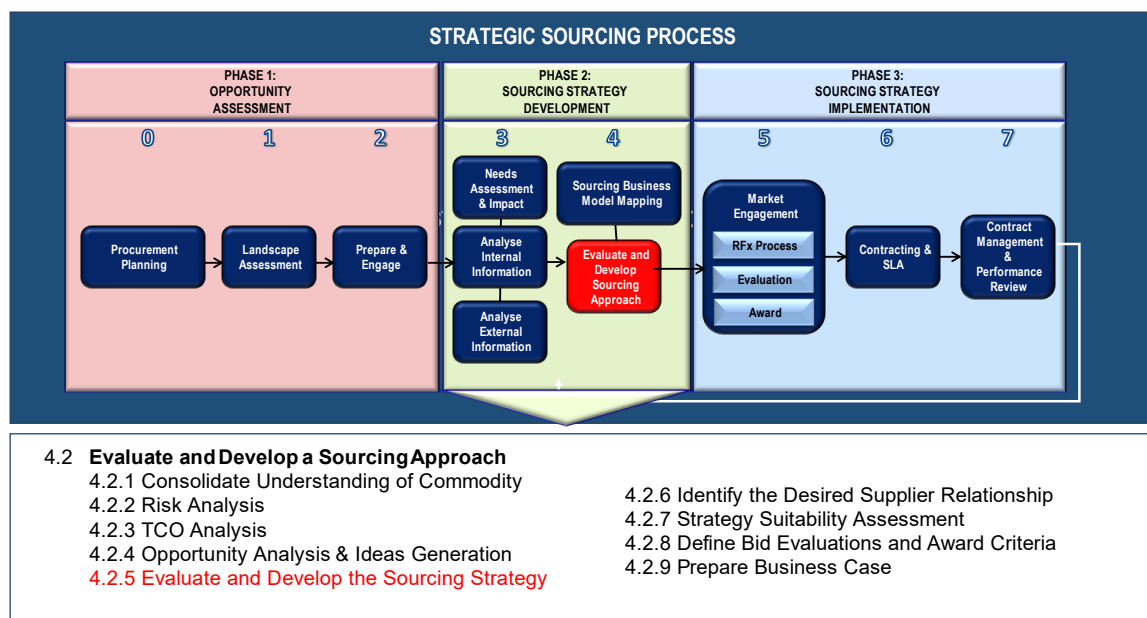 STRATEGIC SOURCING PROCESS
PHASE 1:
OPPORTUNITY
ASSESSMENT
PHASE 2:
SOURCING STRATEGY
DEVELOPMENT
PHASE 3:
SOURCING STRATEGY
IMPLEMENTATION
0
1
2
3
4
5
6
7
Procurement
Planning
Landscape
Assessment
Prepare &
Engage
Needs
Assessment
& Impact
Analyse
Internal
Information
Analyse
External
Information
Sourcing Business
Model Mapping
Evaluate and
Develop
Sourcing
Approach
Market
Engagement
RFx Process
Evaluation
Award
Contracting &
SLA
Contract
Management
&
Performance
Review
4.2 Evaluate and Develop a Sourcing Approach
4.2.1 Consolidate Understanding of Commodity
4.2.2 Risk Analysis
4.2.3 TCO Analysis
4.2.4 Opportunity Analysis & Ideas Generation
4.2.5 Evaluate and Develop the Sourcing Strategy
4.2.6 Identify the Desired Supplier Relationship
4.2.7 Strategy Suitability Assessment
4.2.8 Define Bid Evaluations and Award Criteria
4.2.9 Prepare Business Case